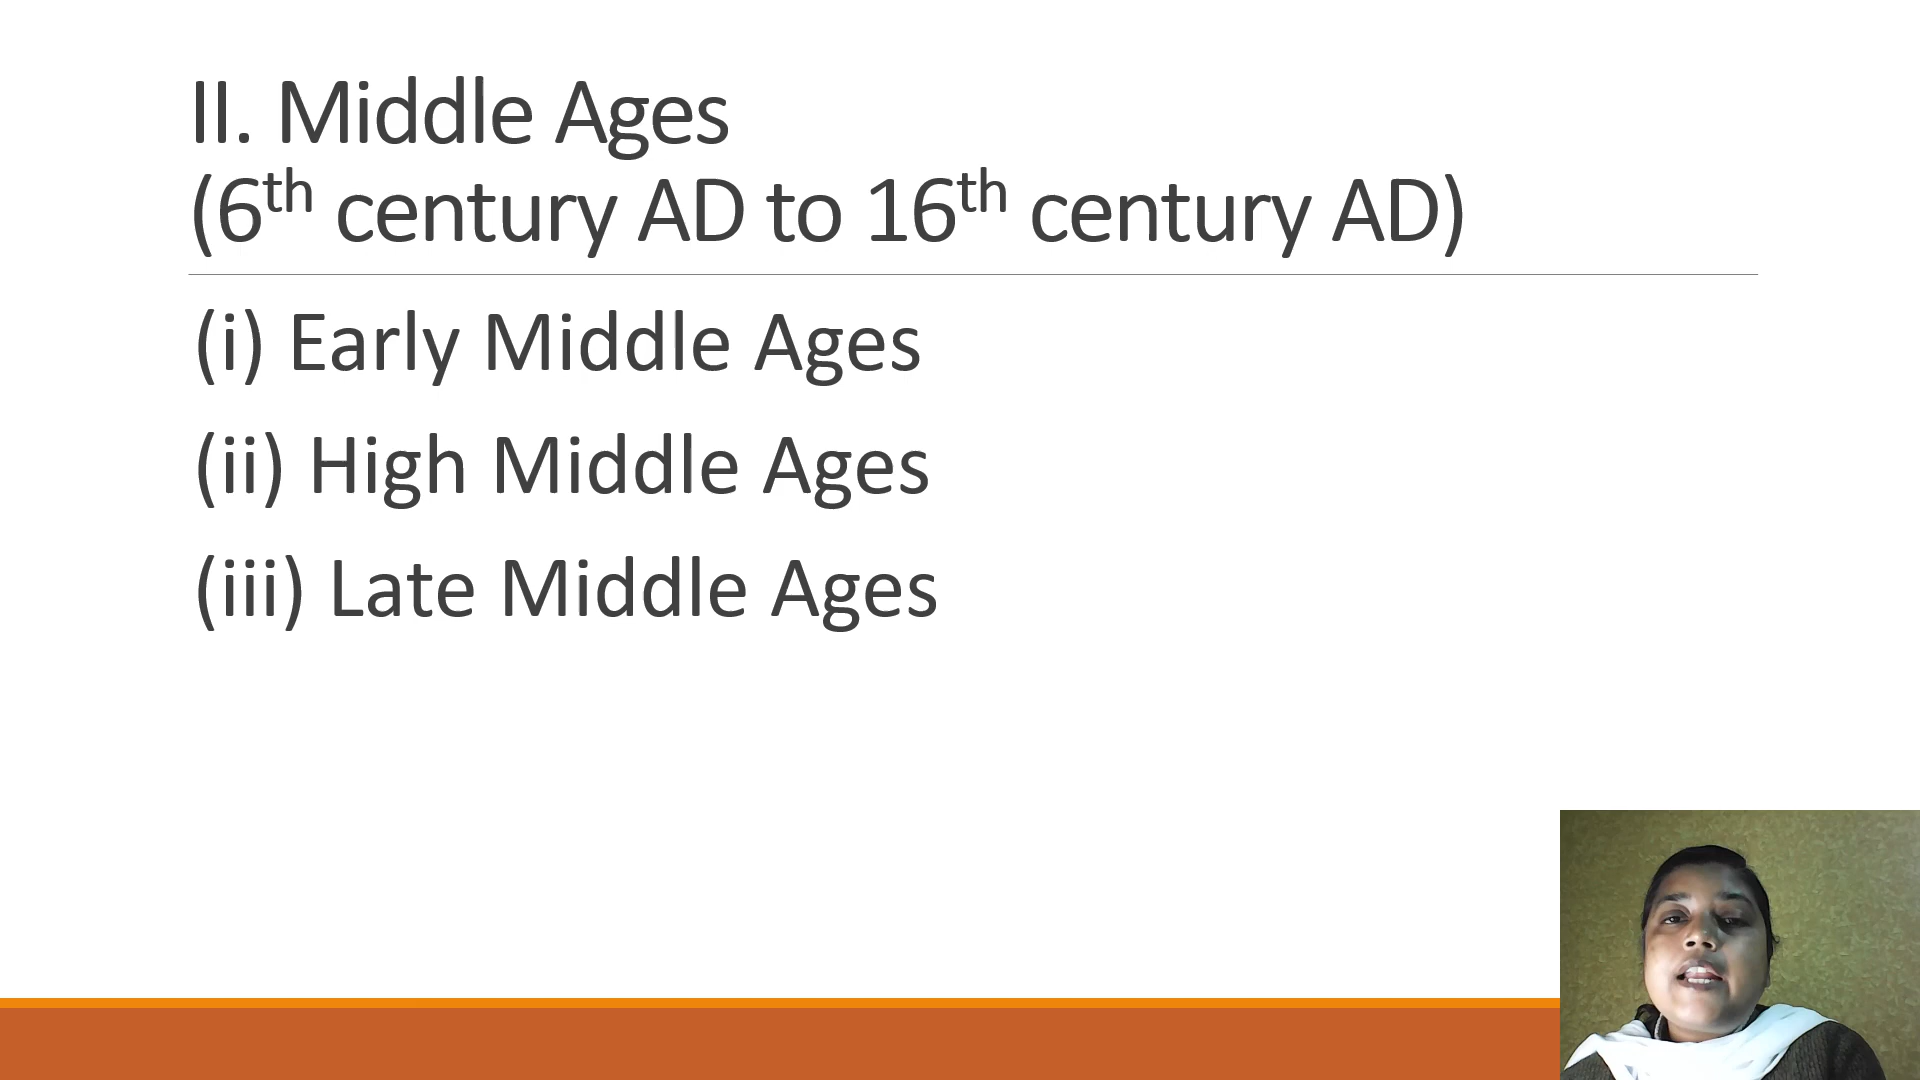 II. Middle Ages
(6th century AD to 16th century AD)
(i) Early Middle Ages
(ii) High Middle Ages
(iii) Late Middle Ages